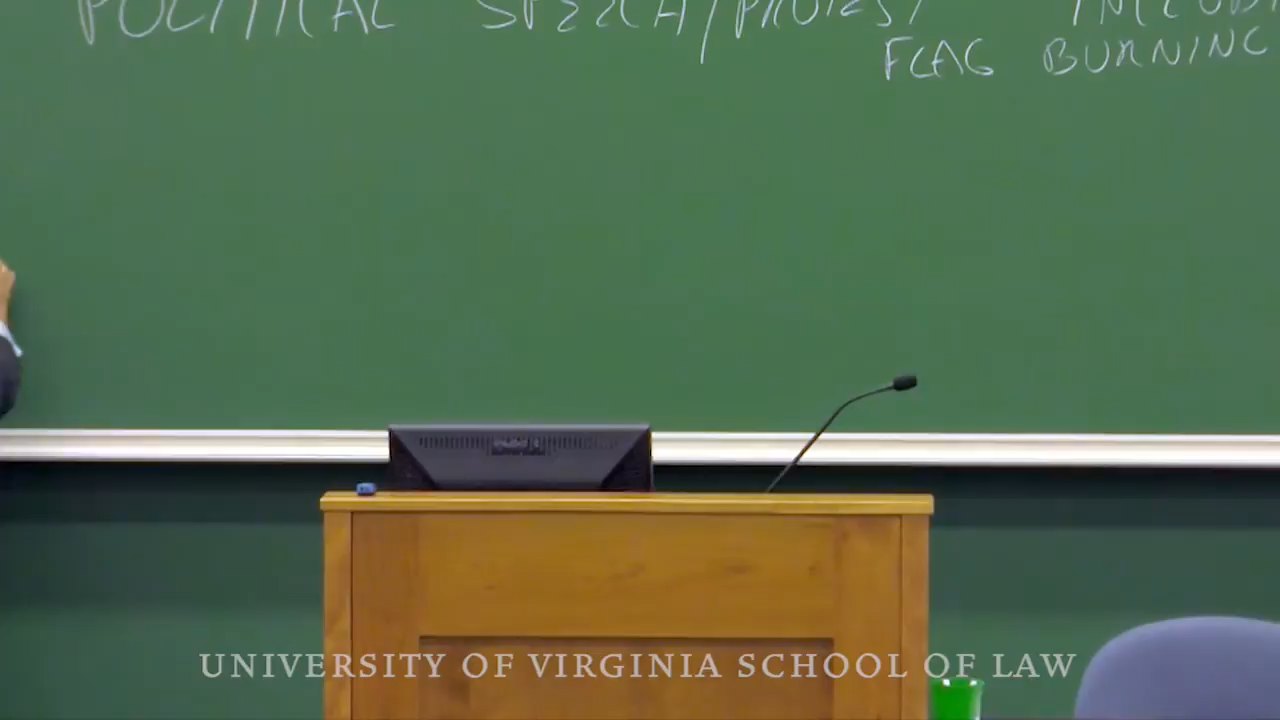 POLITICAL SPEECH/PROTEST
FLAG BURNING
UNIVERSITY OF VIRGINIA SCHOOL OF LAW